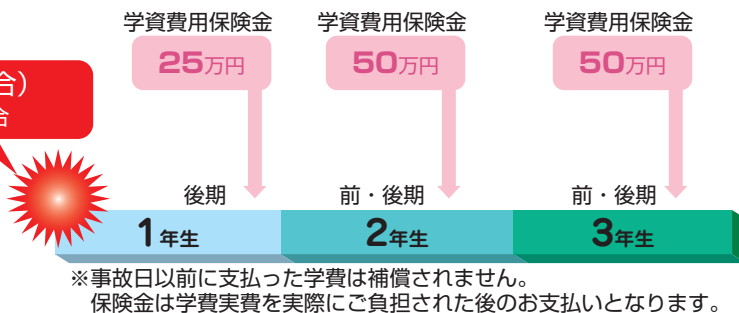 学資費用保険金 学資費用保険金 学資費用保険金
25万円 50万円 50万円
合)
合
後期 前・後期 前・後期
1年生 2年生 3年生
※事故日以前に支払った学費は補償されません。
保険金は学費実費を実際にご負担された後のお支払いとなります。